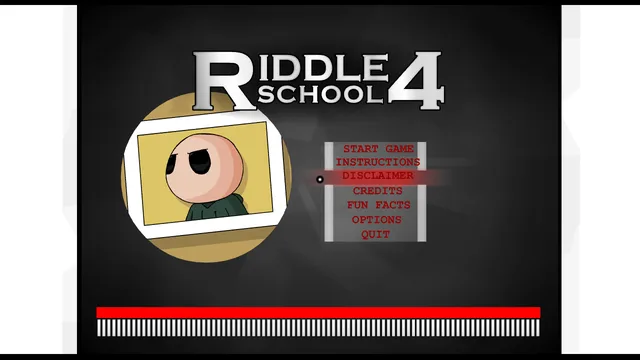 RIDDLE
SCHOOL 4
START GAME
INSTRUCTIONS
DISCLAIMER
CREDITS
FUN FACTS
OPTIONS
QUIT